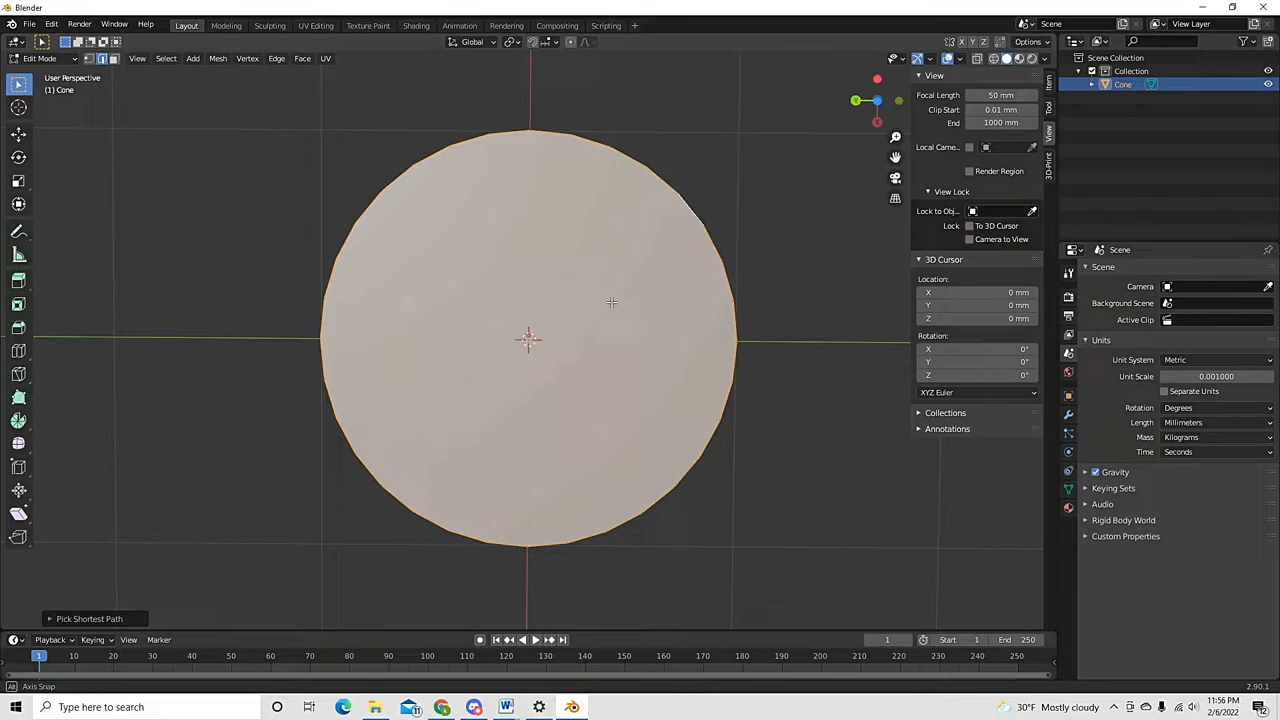 Blender
File Edit Render Window Help Layout Modeling Sculpting UV Editing Texture Paint Shading Animation Rendering Compositing Scripting + Scene View Layer
Global X Y Z Options
Edit Mode View Select Add Mesh Vertex Edge Face UV
User Perspective
(1) Cone
Y
View
Focal Length 50 mm
Clip Start 0.01 mm
End 1000 mm
Local Came...
Render Region
View Lock
Lock to Obj...
Lock To 3D Cursor
Camera to View
3D Cursor
Location:
X 0 mm
Y 0 mm
Z 0 mm
Rotation:
X 0°
Y 0°
Z 0°
XYZ Euler
Collections
Annotations
Item
Tool
View
3D-Print
Scene Collection
Collection
Cone
Scene
Scene
Camera
Background Scene
Active Clip
Units
Unit System Metric
Unit Scale 0.001000
Separate Units
Rotation Degrees
Length Millimeters
Mass Kilograms
Time Seconds
Gravity
Keying Sets
Audio
Rigid Body World
Custom Properties
Pick Shortest Path
Playback Keying View Marker 1 Start 1 End 250
1 10 20 30 40 50 60 70 80 90 100 110 120 130 140 150 160 170 180 190 200 210 220 230 240 250
Alt Axis Snap 2.90.1
Type here to search 30°F Mostly cloudy 11:56 PM
2/6/2022